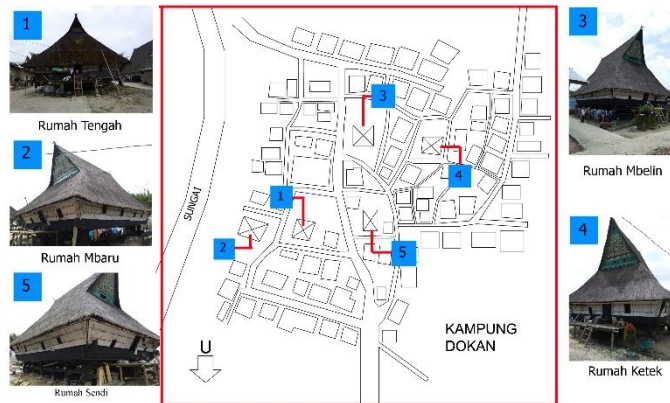 1
Rumah Tengah
2
Rumah Mbaru
5
Rumah Sendi
SUNGAI
U
3
1
4
2
5
KAMPUNG
DOKAN
3
Rumah Mbelin
4
Rumah Ketek